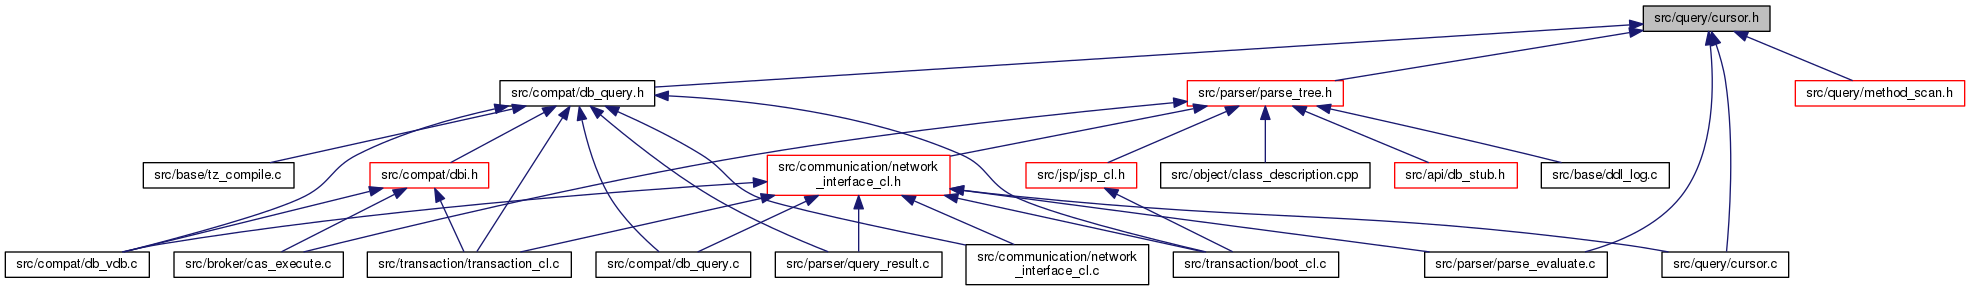 src/query/cursor.h
src/compat/db_query.h
src/parser/parse_tree.h
src/query/method_scan.h
src/base/tz_compile.c
src/compat/dbi.h
src/communication/network
_interface_cl.h
src/jsp/jsp_cl.h
src/object/class_description.cpp
src/api/db_stub.h
src/base/ddl_log.c
src/compat/db_vdb.c
src/broker/cas_execute.c
src/transaction/transaction_cl.c
src/compat/db_query.c
src/parser/query_result.c
src/communication/network
_interface_cl.c
src/transaction/boot_cl.c
src/parser/parse_evaluate.c
src/query/cursor.c